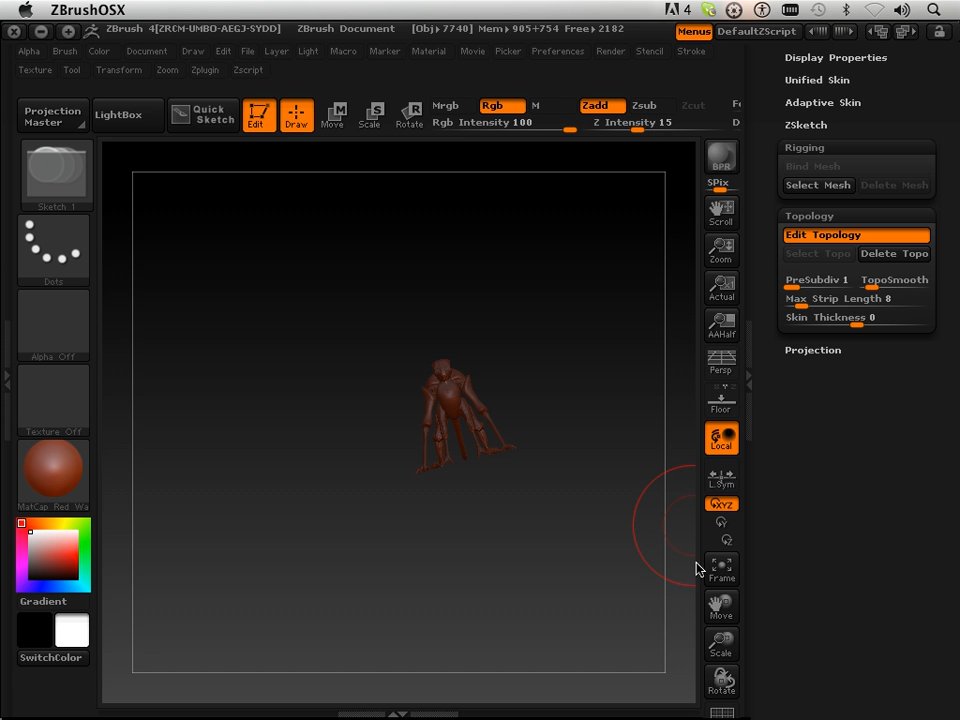 ZBrushOSX
4
ZBrush 4[ZRCM-UMBO-AEGJ-SYDD] ZBrush Document [Obj▸7740] Mem▸905+754 Free▸2182 Menus DefaultZScript
Alpha Brush Color Document Draw Edit File Layer Light Macro Marker Material Movie Picker Preferences Render Stencil Stroke
Texture Tool Transform Zoom Zplugin Zscript
Projection Master
LightBox
Quick Sketch
Edit
Draw
Move
Scale
Rotate
Mrgb Rgb M Zadd Zsub Zcut
Rgb Intensity 100 Z Intensity 15
Sketch 1
Dots
Alpha Off
Texture Off
MatCap Red Wa
Gradient
SwitchColor
BPR
SPix
Scroll
Zoom
Actual
AAHalf
Persp
Floor
Local
L.Sym
XYZ
Y
Z
Frame
Move
Scale
Rotate
Display Properties
Unified Skin
Adaptive Skin
ZSketch
Rigging
Bind Mesh
Select Mesh Delete Mesh
Topology
Edit Topology
Select Topo Delete Topo
PreSubdiv 1 TopoSmooth
Max Strip Length 8
Skin Thickness 0
Projection